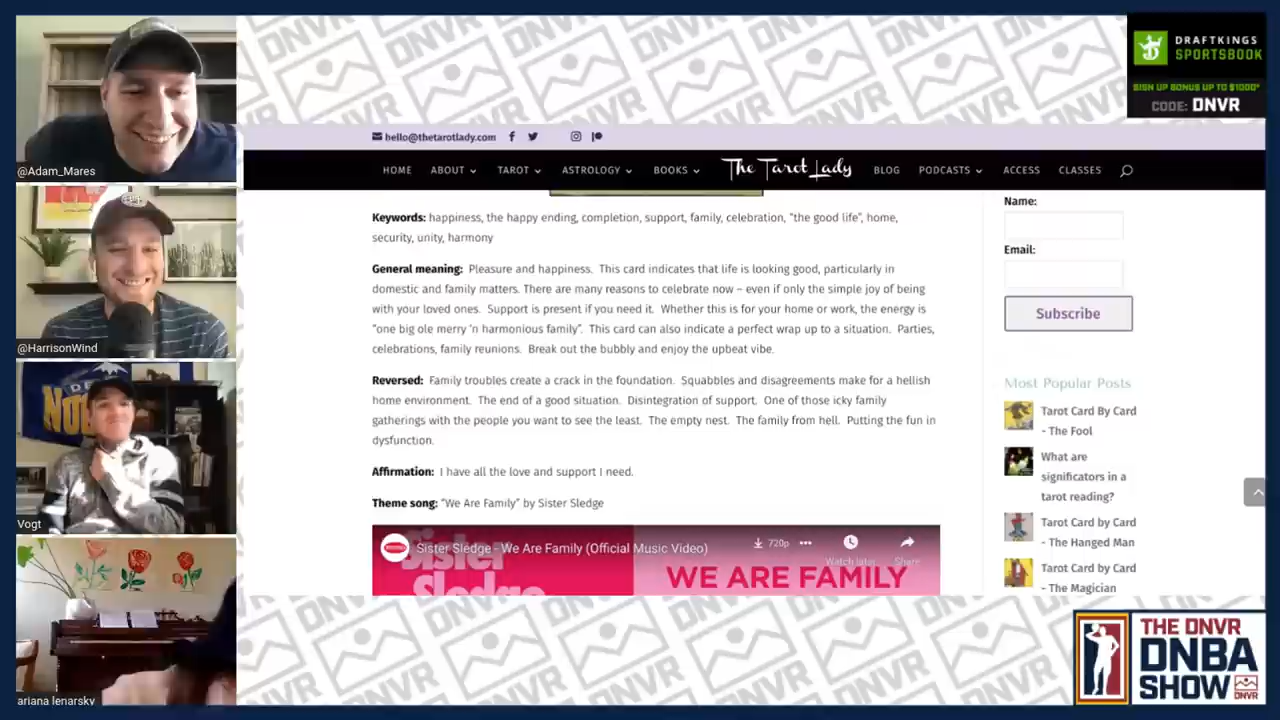 DRAFTKINGS
SPORTSBOOK
SIGN UP BONUS UP TO $1000*
CODE: DNVR
@Adam_Mares
@HarrisonWind
Vogt
ariana lenarsky
hello@thetarotlady.com
HOME
ABOUT
TAROT
ASTROLOGY
BOOKS
The Tarot Lady
BLOG
PODCASTS
ACCESS
CLASSES
Keywords: happiness, the happy ending, completion, support, family, celebration, "the good life", home,
security, unity, harmony
General meaning: Pleasure and happiness. This card indicates that life is looking good, particularly in
domestic and family matters. There are many reasons to celebrate now – even if only the simple joy of being
with your loved ones. Support is present if you need it. Whether this is for your home or work, the energy is
"one big ole merry 'n harmonious family". This card can also indicate a perfect wrap up to a situation. Parties,
celebrations, family reunions. Break out the bubbly and enjoy the upbeat vibe.
Reversed: Family troubles create a crack in the foundation. Squabbles and disagreements make for a hellish
home environment. The end of a good situation. Disintegration of support. One of those icky family
gatherings with the people you want to see the least. The empty nest. The family from hell. Putting the fun in
dysfunction.
Affirmation: I have all the love and support I need.
Theme song: "We Are Family" by Sister Sledge
Sister Sledge - We Are Family (Official Music Video)
720p
Watch later
Share
Sister
Sledge
WE ARE FAMILY
Name:
Email:
Subscribe
Most Popular Posts
Tarot Card By Card
- The Fool
What are
significators in a
tarot reading?
Tarot Card by Card
- The Hanged Man
Tarot Card by Card
- The Magician
THE DNVR
DNBA
SHOW
DNVR